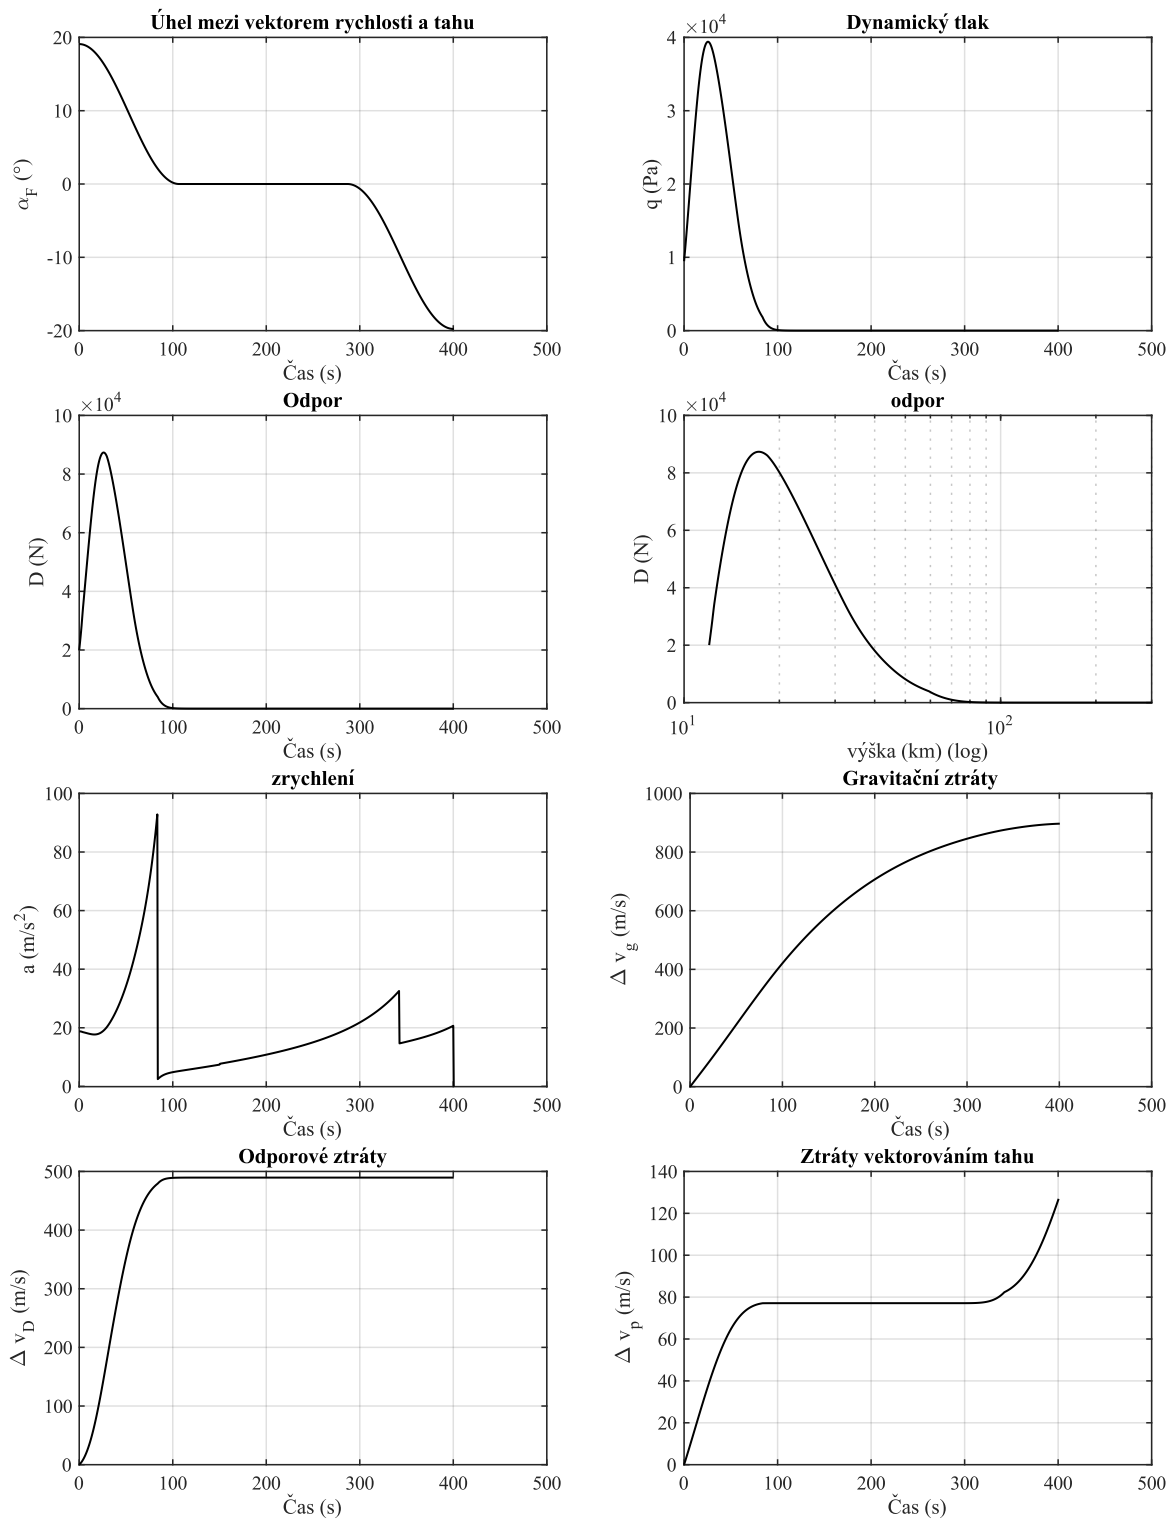 Úhel mezi vektorem rychlosti a tahu
20
10
0
-10
-20
α_F (°)
0 100 200 300 400 500
Čas (s)
Dynamický tlak
×10^4
4
3
2
1
0
q (Pa)
0 100 200 300 400 500
Čas (s)
Odpor
×10^4
10
8
6
4
2
0
D (N)
0 100 200 300 400 500
Čas (s)
odpor
×10^4
10
8
6
4
2
0
D (N)
10^1 10^2
výška (km) (log)
zrychlení
100
80
60
40
20
0
a (m/s^2)
0 100 200 300 400 500
Čas (s)
Gravitační ztráty
1000
800
600
400
200
0
Δ v_g (m/s)
0 100 200 300 400 500
Čas (s)
Odporové ztráty
500
400
300
200
100
0
Δ v_D (m/s)
0 100 200 300 400 500
Čas (s)
Ztráty vektorováním tahu
140
120
100
80
60
40
20
0
Δ v_p (m/s)
0 100 200 300 400 500
Čas (s)